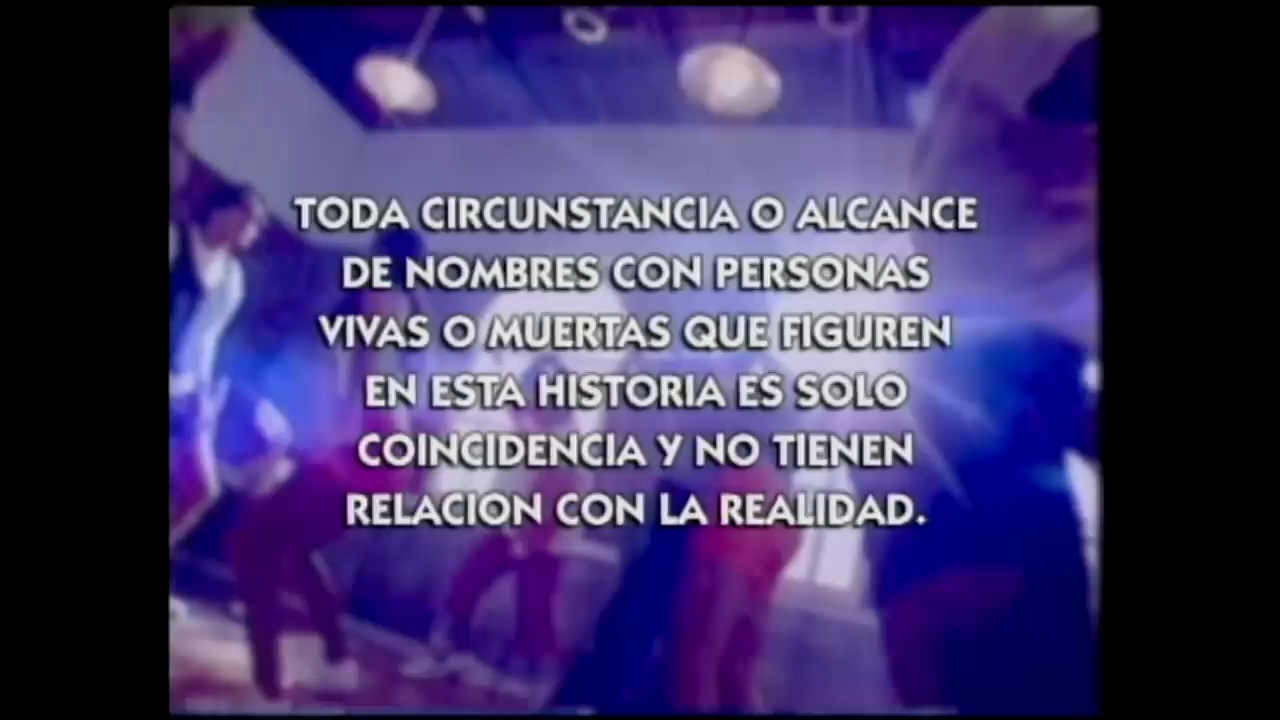 TODA CIRCUNSTANCIA O ALCANCE
DE NOMBRES CON PERSONAS
VIVAS O MUERTAS QUE FIGUREN
EN ESTA HISTORIA ES SOLO
COINCIDENCIA Y NO TIENEN
RELACION CON LA REALIDAD.